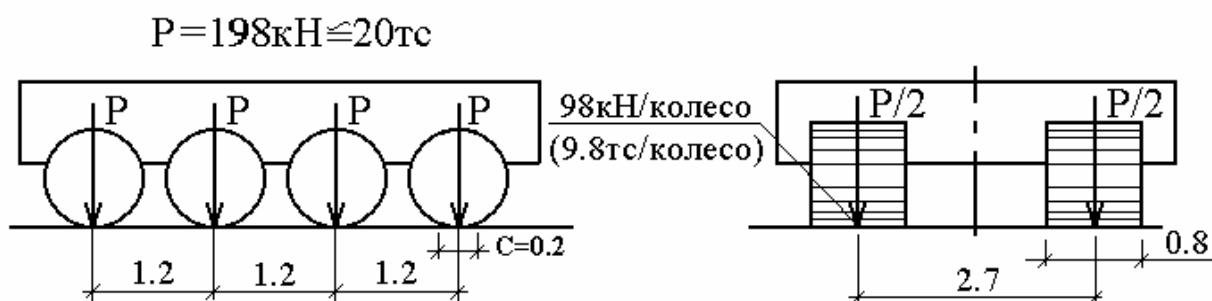 P=198кН≦20тс
P P P P
98кН/колесо
(9.8тс/колесо)
P/2 P/2
C=0.2
1.2 1.2 1.2
2.7
0.8